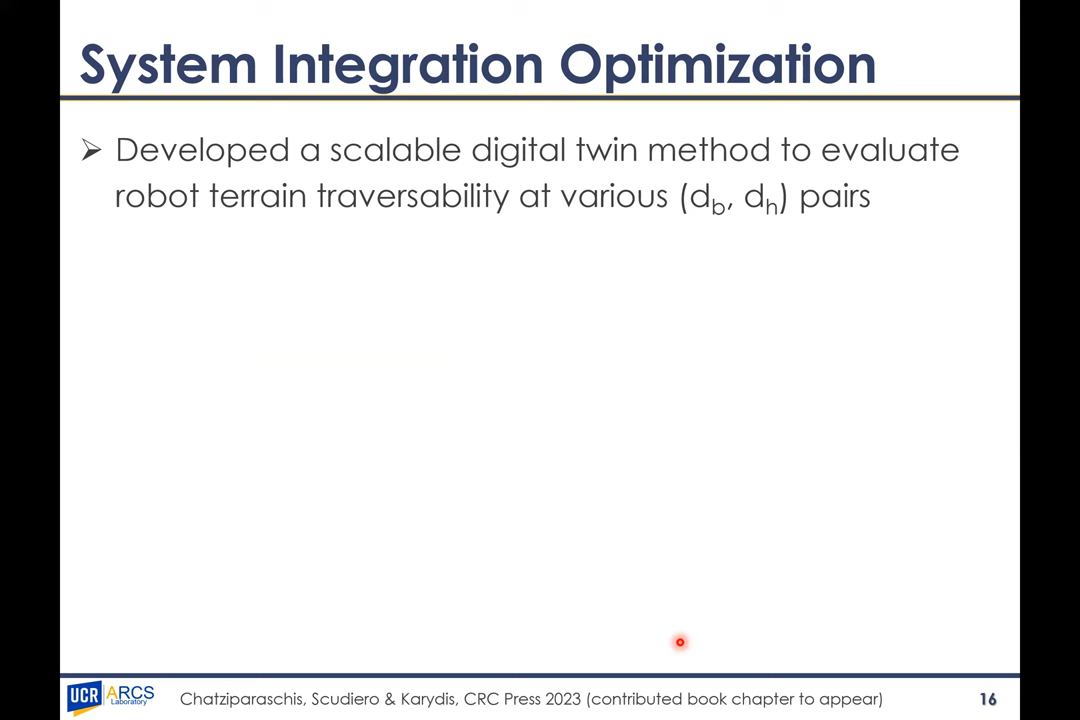 System Integration Optimization
➢ Developed a scalable digital twin method to evaluate
robot terrain traversability at various (d_b, d_h) pairs
UCR ARCS
Laboratory
Chatziparaschis, Scudiero & Karydis, CRC Press 2023 (contributed book chapter to appear)
16